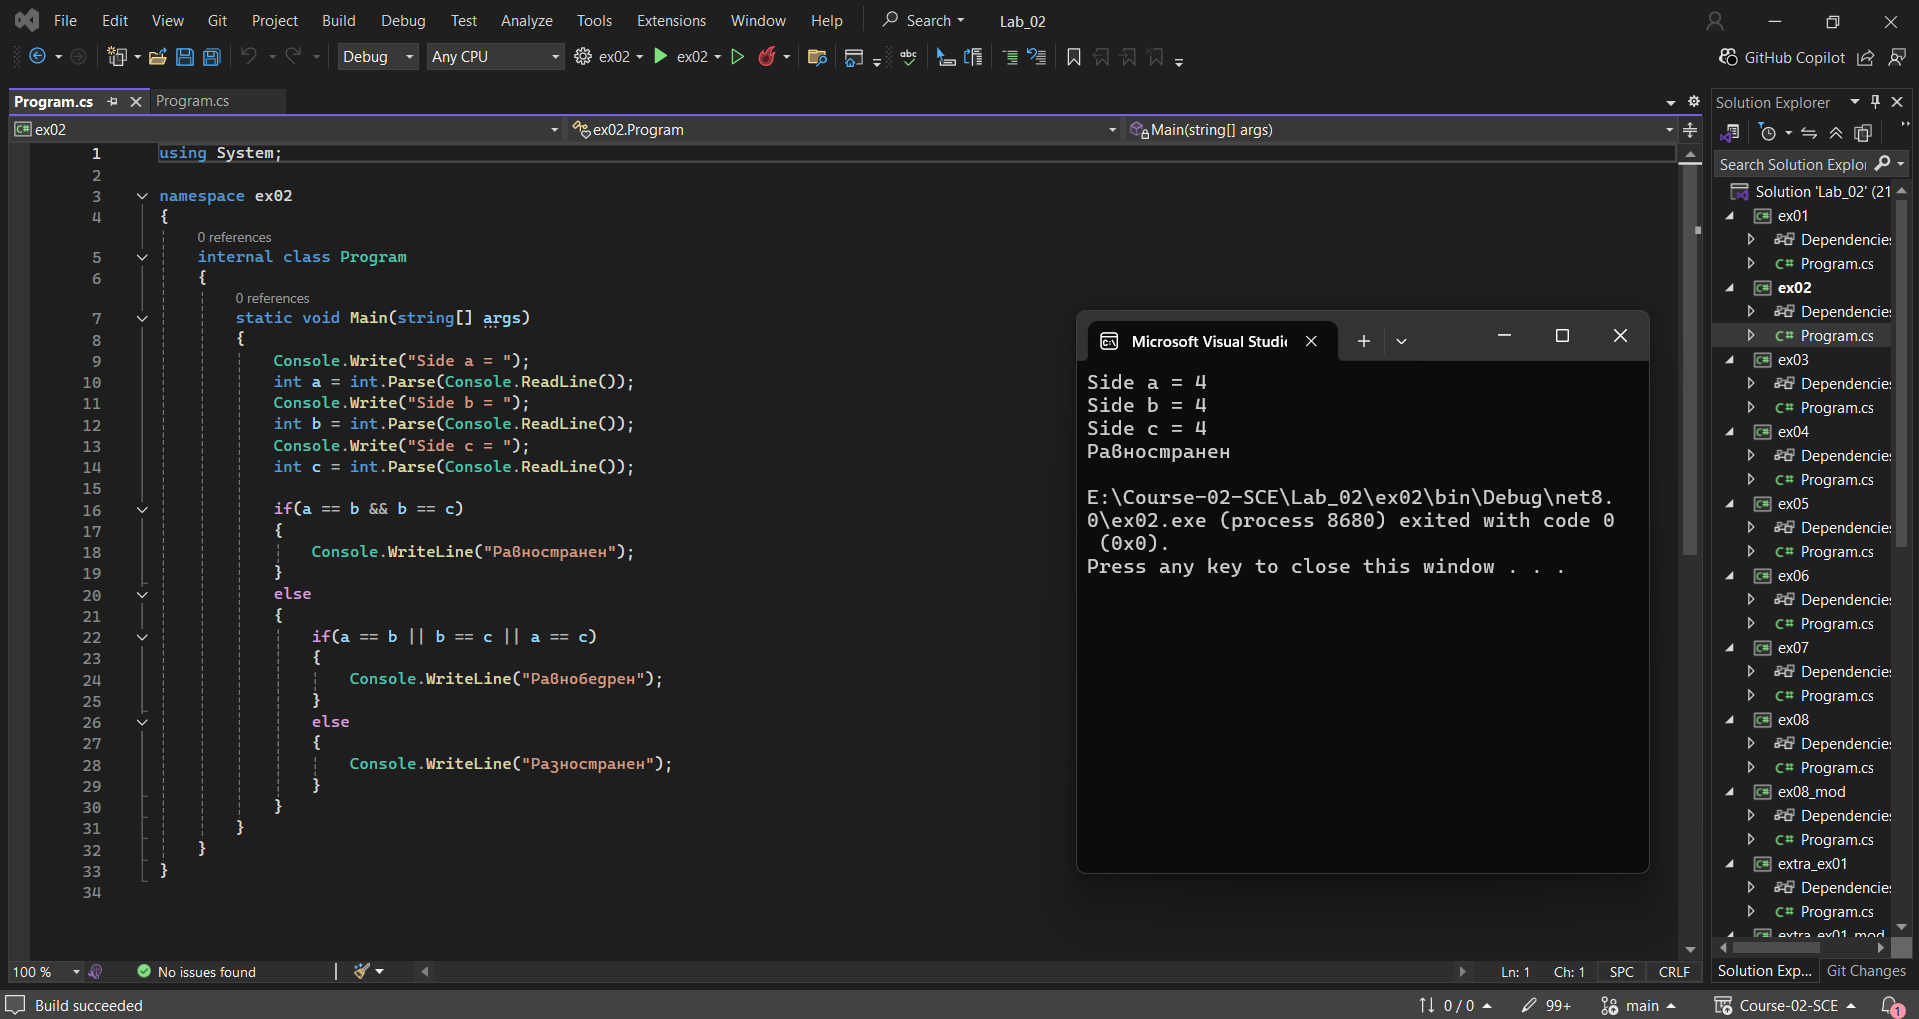 File Edit View Git Project Build Debug Test Analyze Tools Extensions Window Help Search Lab_02
Debug Any CPU ex02 ex02 abc GitHub Copilot
Program.cs Program.cs
ex02 ex02.Program Main(string[] args)
1 using System;
2
3 namespace ex02
4 {
0 references
5 internal class Program
6 {
0 references
7 static void Main(string[] args)
8 {
9 Console.Write("Side a = ");
10 int a = int.Parse(Console.ReadLine());
11 Console.Write("Side b = ");
12 int b = int.Parse(Console.ReadLine());
13 Console.Write("Side c = ");
14 int c = int.Parse(Console.ReadLine());
15
16 if(a == b && b == c)
17 {
18 Console.WriteLine("Равностранен");
19 }
20 else
21 {
22 if(a == b || b == c || a == c)
23 {
24 Console.WriteLine("Равнобедрен");
25 }
26 else
27 {
28 Console.WriteLine("Разностранен");
29 }
30 }
31 }
32 }
33 }
34
Microsoft Visual Studi
Side a = 4
Side b = 4
Side c = 4
Равностранен
E:\Course-02-SCE\Lab_02\ex02\bin\Debug\net8.
0\ex02.exe (process 8680) exited with code 0
(0x0).
Press any key to close this window . . .
Solution Explorer
Search Solution Explo
Solution 'Lab_02' (21
C# ex01
Dependencie
C# Program.cs
C# ex02
Dependencie
C# Program.cs
C# ex03
Dependencie
C# Program.cs
C# ex04
Dependencie
C# Program.cs
C# ex05
Dependencie
C# Program.cs
C# ex06
Dependencie
C# Program.cs
C# ex07
Dependencie
C# Program.cs
C# ex08
Dependencie
C# Program.cs
C# ex08_mod
Dependencie
C# Program.cs
C# extra_ex01
Dependencie
C# Program.cs
extra_ex01_mod
Solution Exp... Git Changes
100 % No issues found Ln: 1 Ch: 1 SPC CRLF
Build succeeded 0 / 0 99+ main Course-02-SCE 1